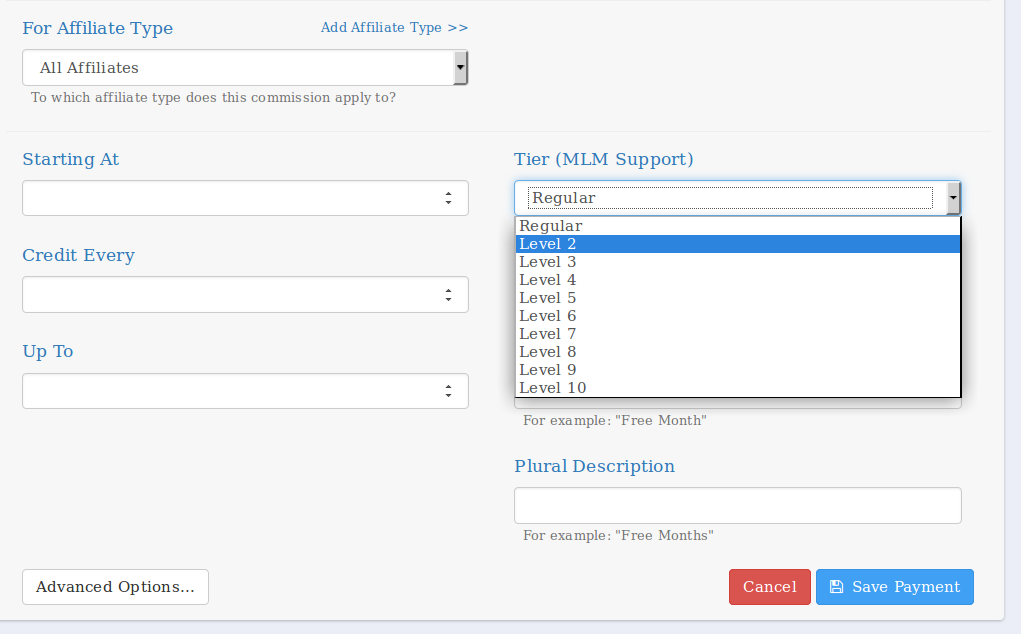 For Affiliate Type
Add Affiliate Type >>
All Affiliates
To which affiliate type does this commission apply to?
Starting At
Credit Every
Up To
Tier (MLM Support)
Regular
Regular
Level 2
Level 3
Level 4
Level 5
Level 6
Level 7
Level 8
Level 9
Level 10
For example: "Free Month"
Plural Description
For example: "Free Months"
Advanced Options...
Cancel
Save Payment